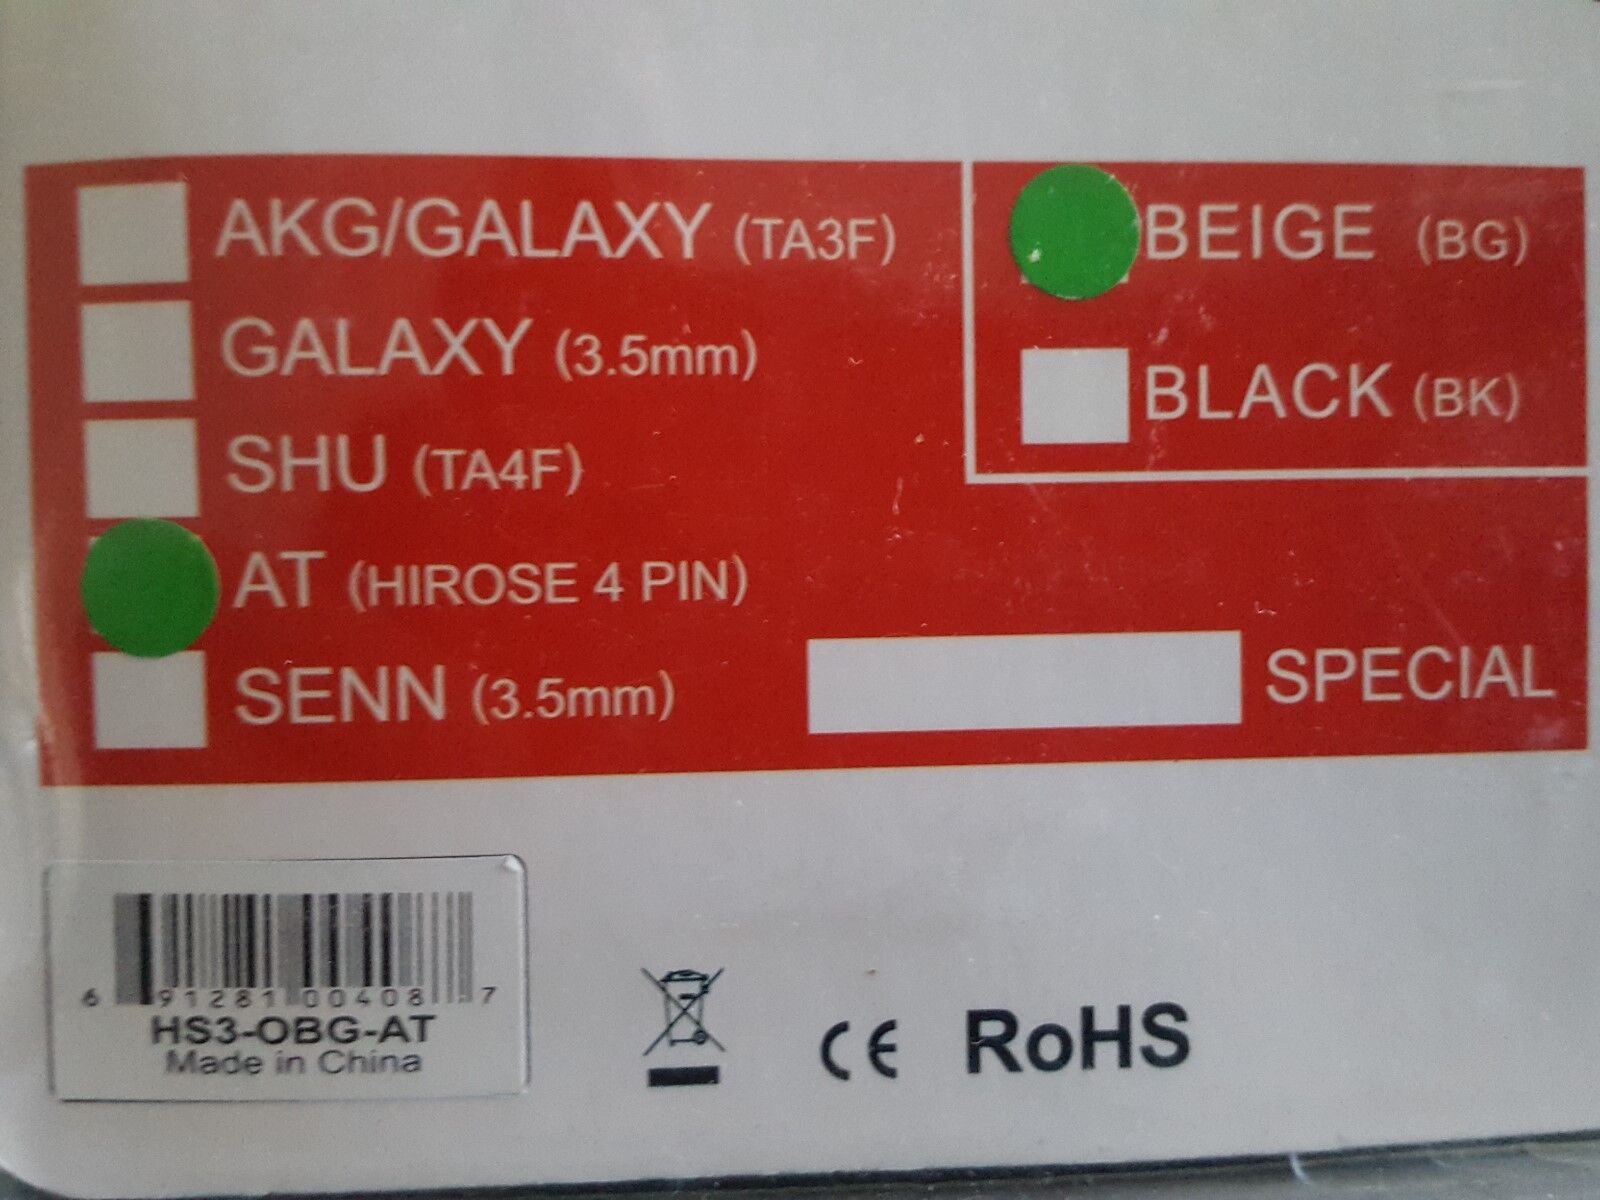 AKG/GALAXY (TA3F)
GALAXY (3.5mm)
SHU (TA4F)
AT (HIROSE 4 PIN)
SENN (3.5mm)
BEIGE (BG)
BLACK (BK)
SPECIAL
6 91281 00408 7
HS3-OBG-AT
Made in China
CE RoHS